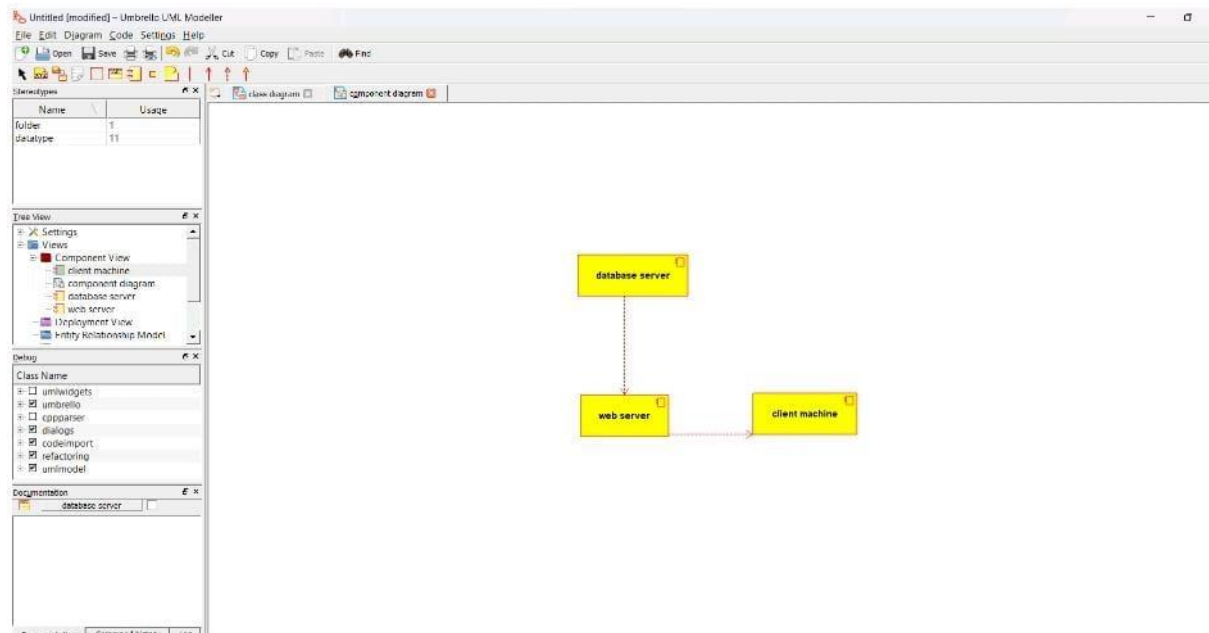 Untitled [modified] – Umbrello UML Modeller
File Edit Diagram Code Settings Help
Open Save Cut Copy Paste Find
Stereotypes
class diagram component diagram
Name Usage
folder 1
datatype 11
Tree View
Settings
Views
Component View
client machine
component diagram
database server
web server
Deployment View
Entity Relationship Model
database server
web server
client machine
Debug
Class Name
umlwidgets
umbrello
cppparser
dialogs
codeimport
refactoring
umlmodel
Documentation
database server